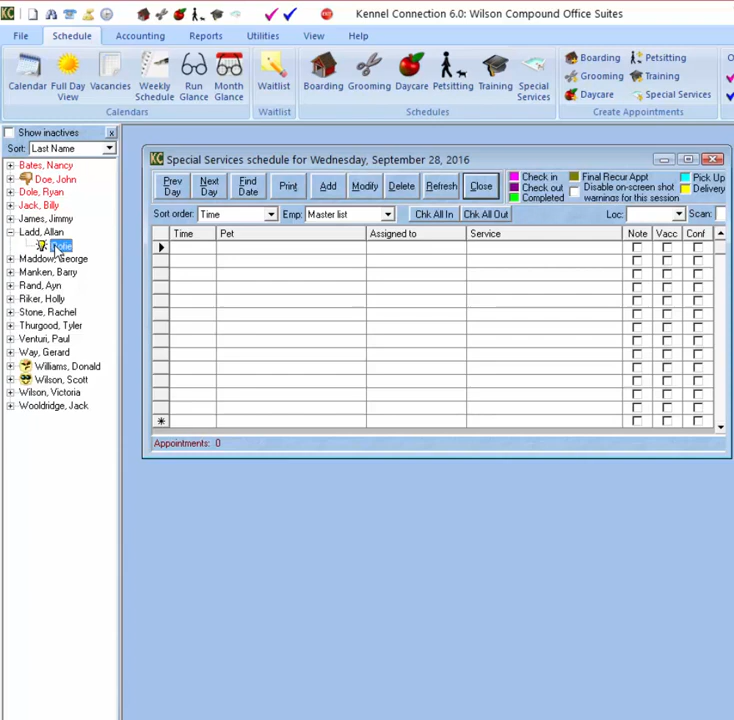 Kennel Connection 6.0: Wilson Compound Office Suites
File Schedule Accounting Reports Utilities View Help
Calendar Full Day View Vacancies Weekly Schedule Run Glance Month Glance Waitlist Boarding Grooming Daycare Petsitting Training Special Services
Boarding Petsitting
Grooming Training
Daycare Special Services
Calendars Waitlist Schedules Create Appointments
Show inactives x
Sort: Last Name
Bates, Nancy
Doe, John
Dole, Ryan
Jack, Billy
James, Jimmy
Ladd, Allan
Maddow, George
Manken, Barry
Rand, Ayn
Riker, Holly
Stone, Rachel
Thurgood, Tyler
Venturi, Paul
Way, Gerard
Williams, Donald
Wilson, Scott
Wilson, Victoria
Wooldridge, Jack
KC Special Services schedule for Wednesday, September 28, 2016
Prev Day Next Day Find Date Print Add Modify Delete Refresh Close
Check in Final Recur Appt Pick Up
Check out Disable on-screen shot warnings for this session Delivery
Completed
Sort order: Time Emp: Master list Chk All In Chk All Out Loc: Scan:
Time Pet Assigned to Service Note Vacc Conf
Appointments: 0